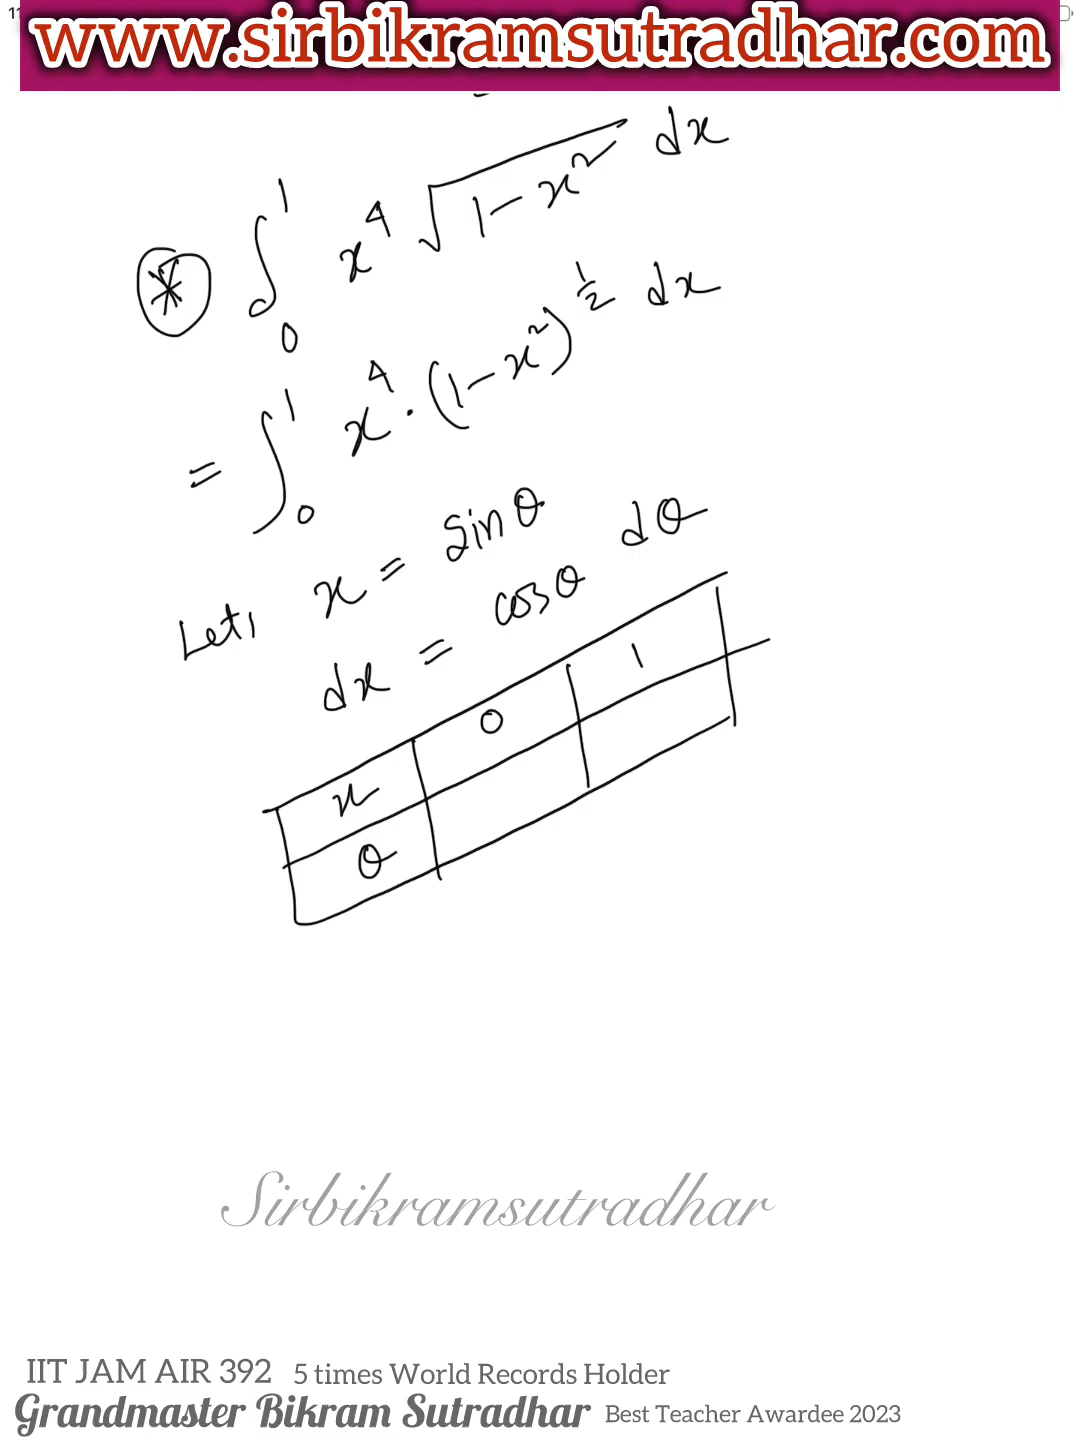 www.sirbikramsutradhar.com
∫₀¹ x⁴ √(1-x²) dx
= ∫₀¹ x⁴ · (1-x²)^(1/2) dx
Let, x = sin θ
dx = cos θ dθ
x 0 1
θ
Sirbikramsutradhar
IIT JAM AIR 392 5 times World Records Holder
Grandmaster Bikram Sutradhar Best Teacher Awardee 2023